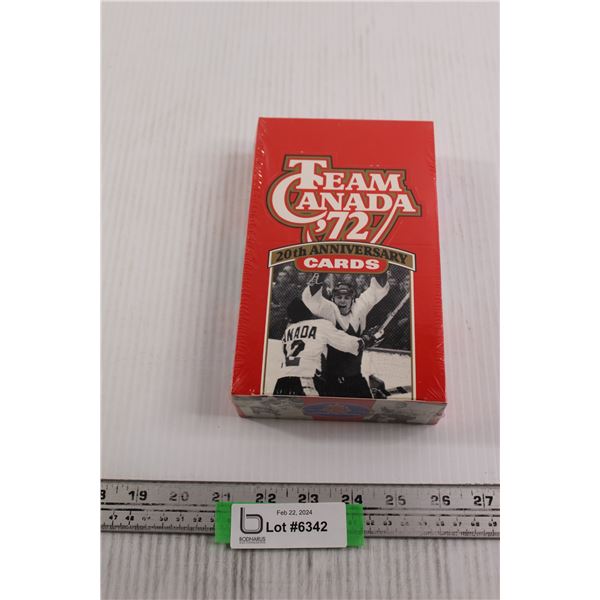 TEAM
CANADA
'72
20th ANNIVERSARY
CARDS
ANADA
12
19 20 21 22 23 24 25 26 27
Feb 22, 2024
b Lot #6342
BODNARUS